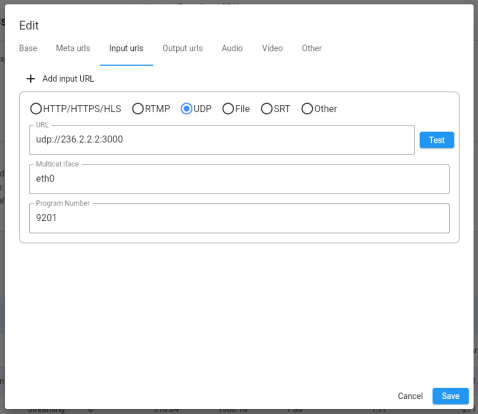 Edit
Base Meta urls Input urls Output urls Audio Video Other
+ Add input URL
HTTP/HTTPS/HLS RTMP UDP File SRT Other
URL
udp://236.2.2.2:3000
Test
Multicat iface
eth0
Program Number
9201
Cancel Save